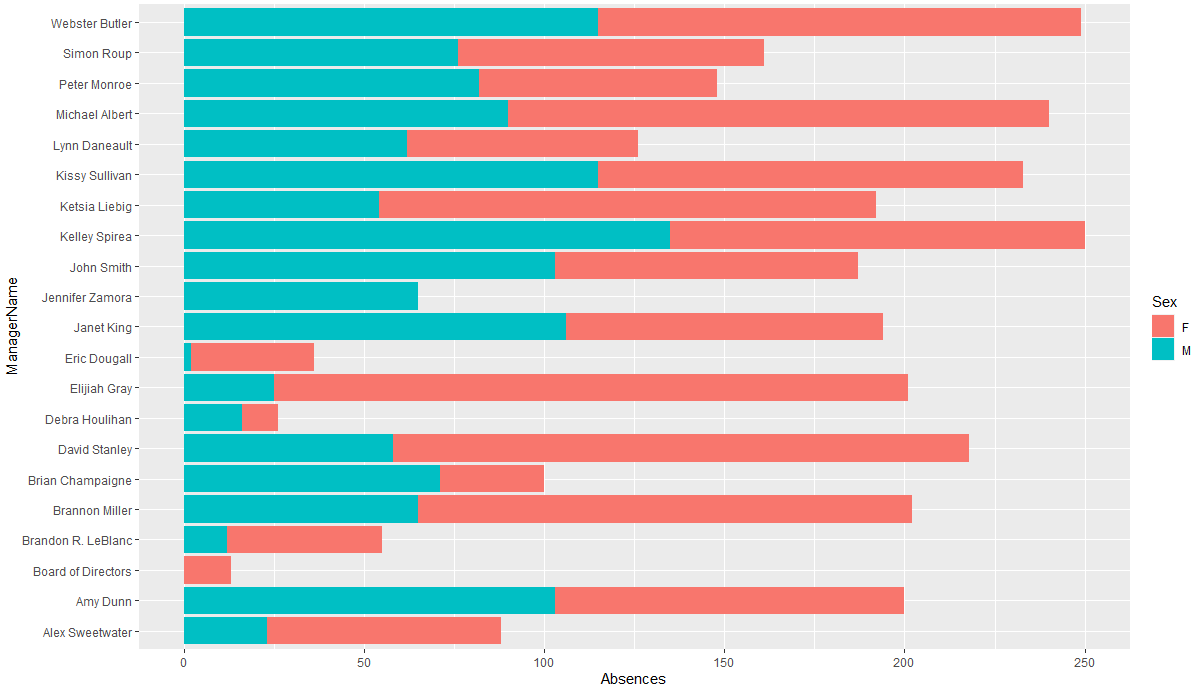 Webster Butler
Simon Roup
Peter Monroe
Michael Albert
Lynn Daneault
Kissy Sullivan
Ketsia Liebig
Kelley Spirea
John Smith
Jennifer Zamora
Janet King
Eric Dougall
Elijiah Gray
Debra Houlihan
David Stanley
Brian Champaigne
Brannon Miller
Brandon R. LeBlanc
Board of Directors
Amy Dunn
Alex Sweetwater
ManagerName
0 50 100 150 200 250
Absences
Sex
F
M